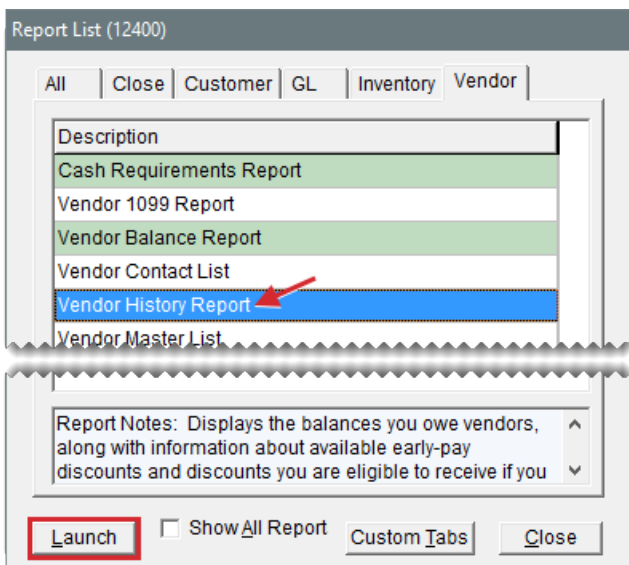 Report List (12400)
All Close Customer GL Inventory Vendor
Description
Cash Requirements Report
Vendor 1099 Report
Vendor Balance Report
Vendor Contact List
Vendor History Report
Vendor Master List
Report Notes: Displays the balances you owe vendors,
along with information about available early-pay
discounts and discounts you are eligible to receive if you
Launch Show All Report Custom Tabs Close